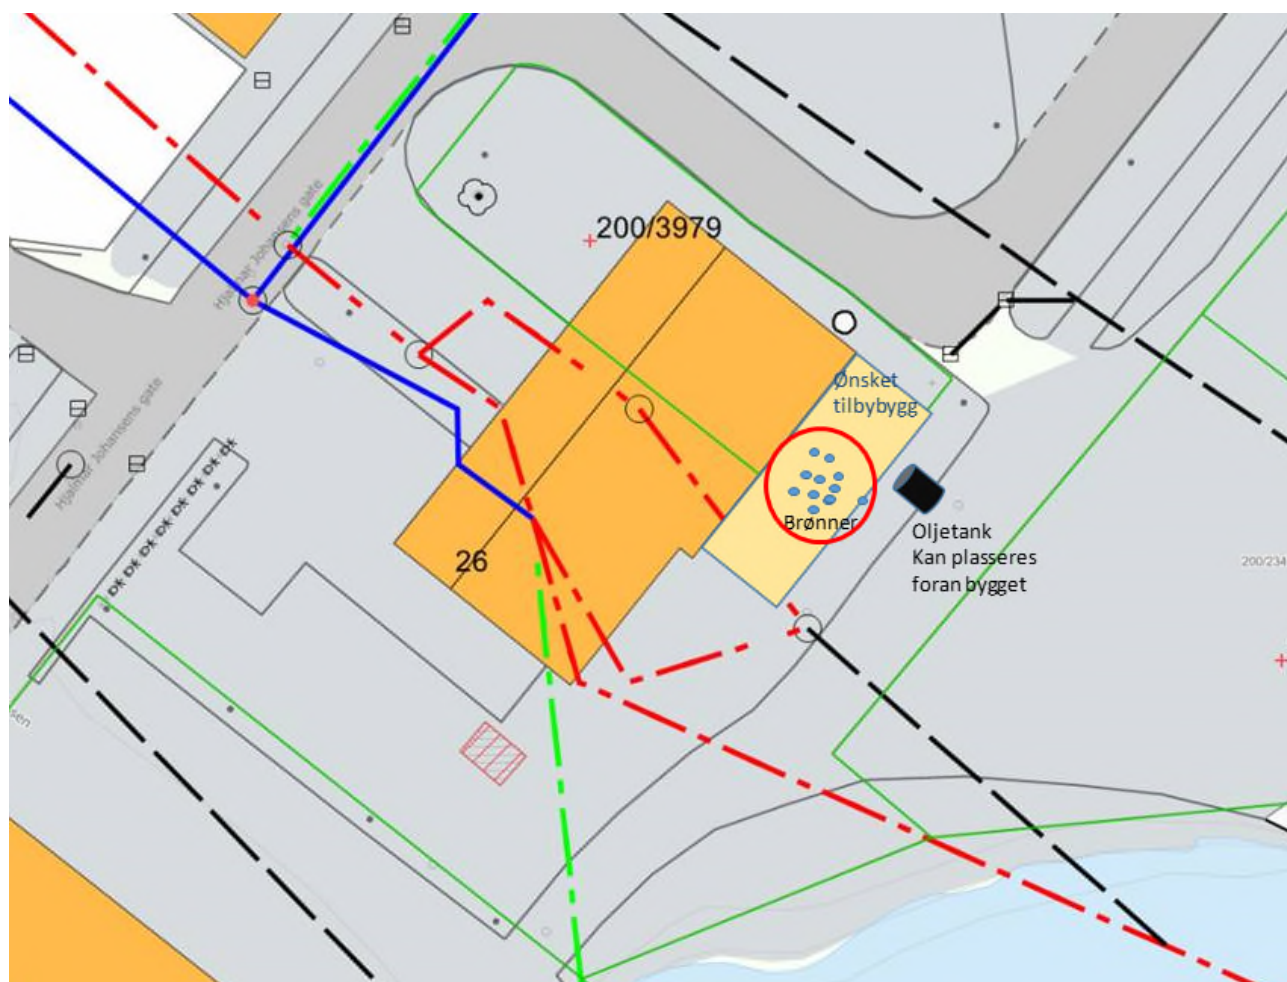 Hjalmar Johansens gate
200/3979
Ønsket
tilbybygg
Brønner
Oljetank
Kan plasseres
foran bygget
200/234
Hjalmar Johansens gate
26
sen